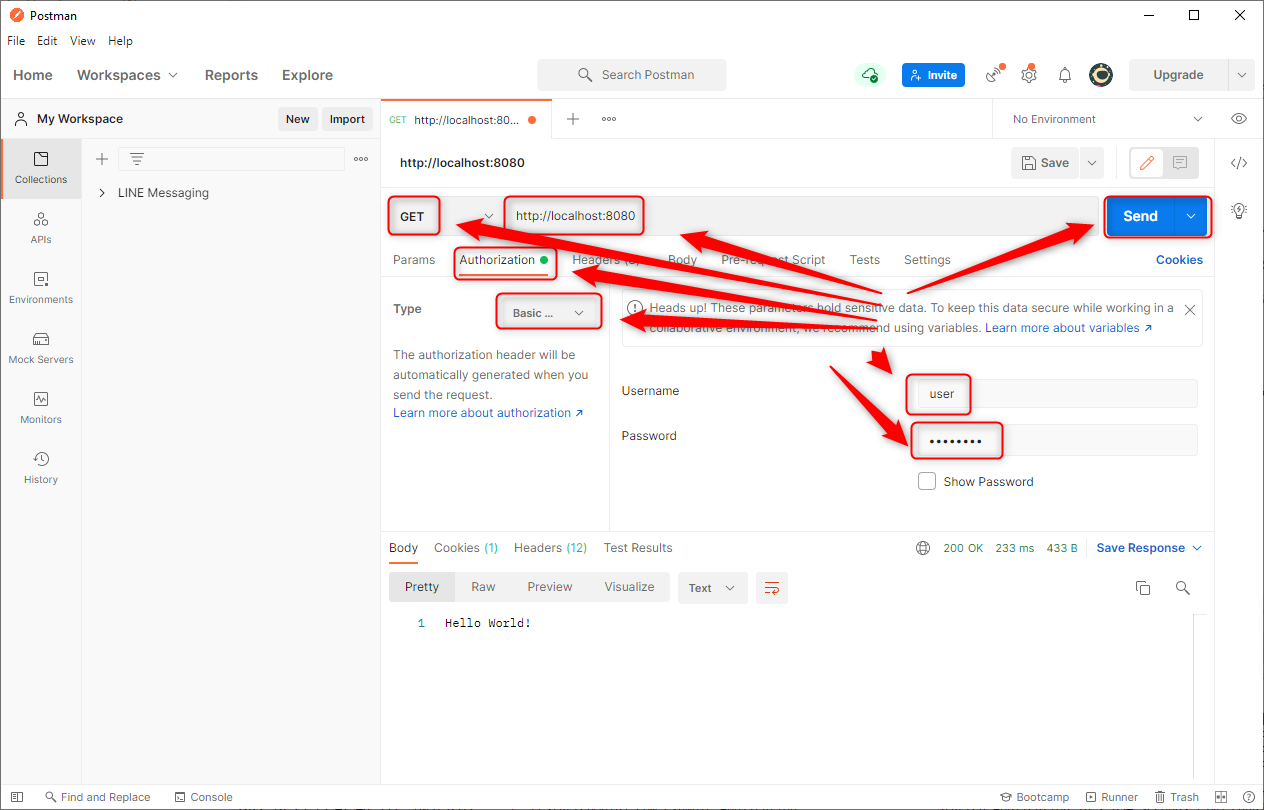 Postman
File Edit View Help
Home Workspaces Reports Explore Search Postman Invite Upgrade
My Workspace New Import GET http://localhost:80... No Environment
Collections
APIs
Environments
Mock Servers
Monitors
History
LINE Messaging
http://localhost:8080 Save
GET http://localhost:8080 Send
Params Authorization Headers Body Pre-request Script Tests Settings Cookies
Type Basic ...
The authorization header will be
automatically generated when you
send the request.
Learn more about authorization
Heads up! These parameters hold sensitive data. To keep this data secure while working in a
collaborative environment, we recommend using variables. Learn more about variables
Username user
Password ••••••••
Show Password
Body Cookies (1) Headers (12) Test Results 200 OK 233 ms 433 B Save Response
Pretty Raw Preview Visualize Text
1 Hello World!
Find and Replace Console Bootcamp Runner Trash